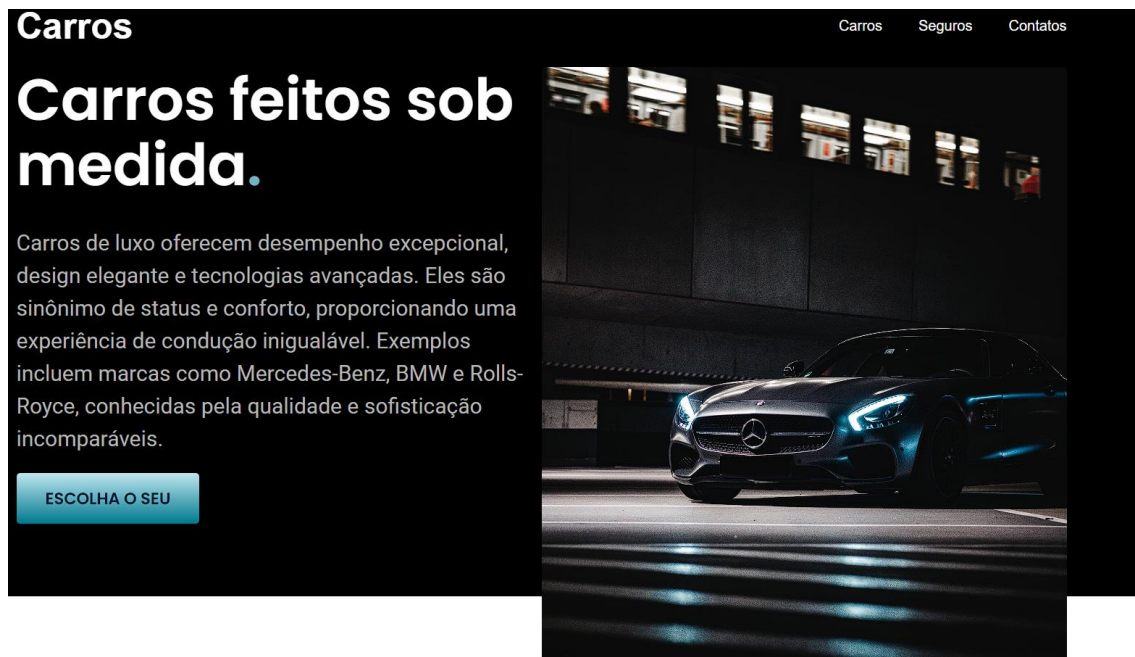 Carros
Carros Seguros Contatos
Carros feitos sob
medida.
Carros de luxo oferecem desempenho excepcional,
design elegante e tecnologias avançadas. Eles são
sinônimo de status e conforto, proporcionando uma
experiência de condução inigualável. Exemplos
incluem marcas como Mercedes-Benz, BMW e Rolls-
Royce, conhecidas pela qualidade e sofisticação
incomparáveis.
ESCOLHA O SEU